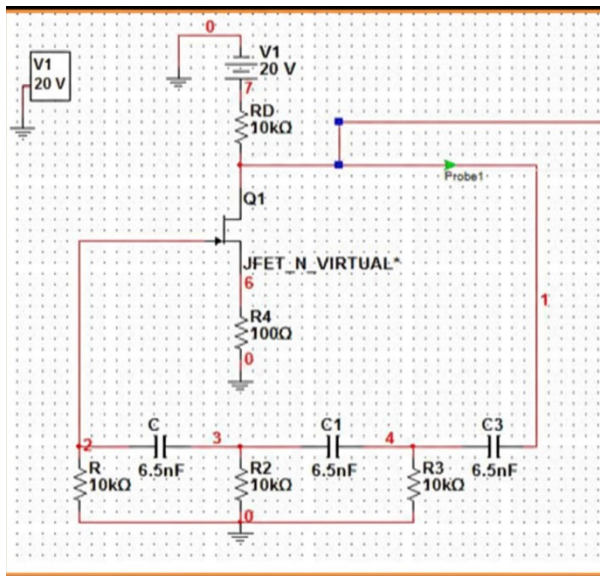 0
V1
20 V
V1
20 V
7
RD
10kΩ
Probe1
Q1
JFET_N_VIRTUAL*
6
1
R4
100Ω
0
C
C1
C3
2
3
4
6.5nF
6.5nF
6.5nF
R
10kΩ
R2
10kΩ
R3
10kΩ
0